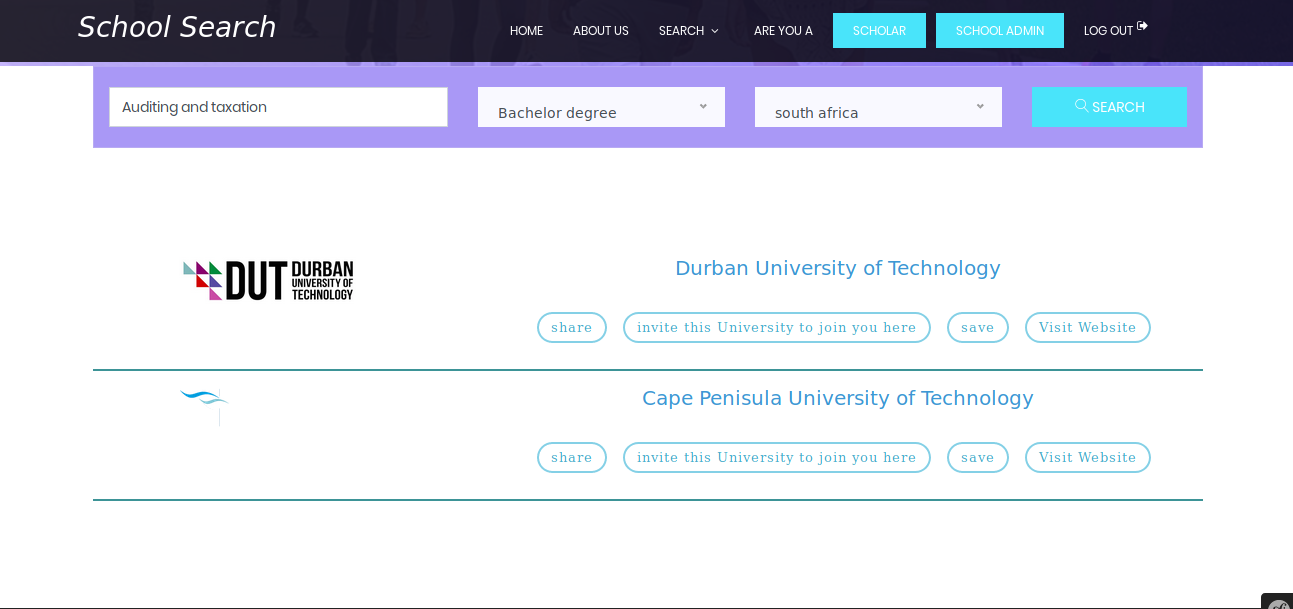 School Search
HOME ABOUT US SEARCH ARE YOU A SCHOLAR SCHOOL ADMIN LOG OUT
Auditing and taxation Bachelor degree south africa SEARCH
DUT DURBAN UNIVERSITY OF TECHNOLOGY
Durban University of Technology
share invite this University to join you here save Visit Website
Cape Penisula University of Technology
share invite this University to join you here save Visit Website